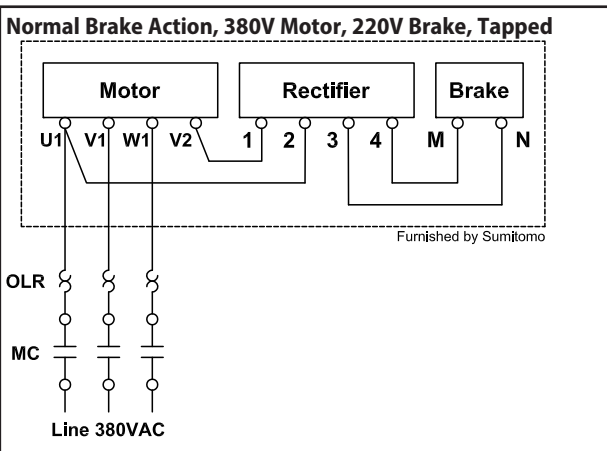 Normal Brake Action, 380V Motor, 220V Brake, Tapped
Motor Rectifier Brake
U1 V1 W1 V2 1 2 3 4 M N
Furnished by Sumitomo
OLR
MC
Line 380VAC